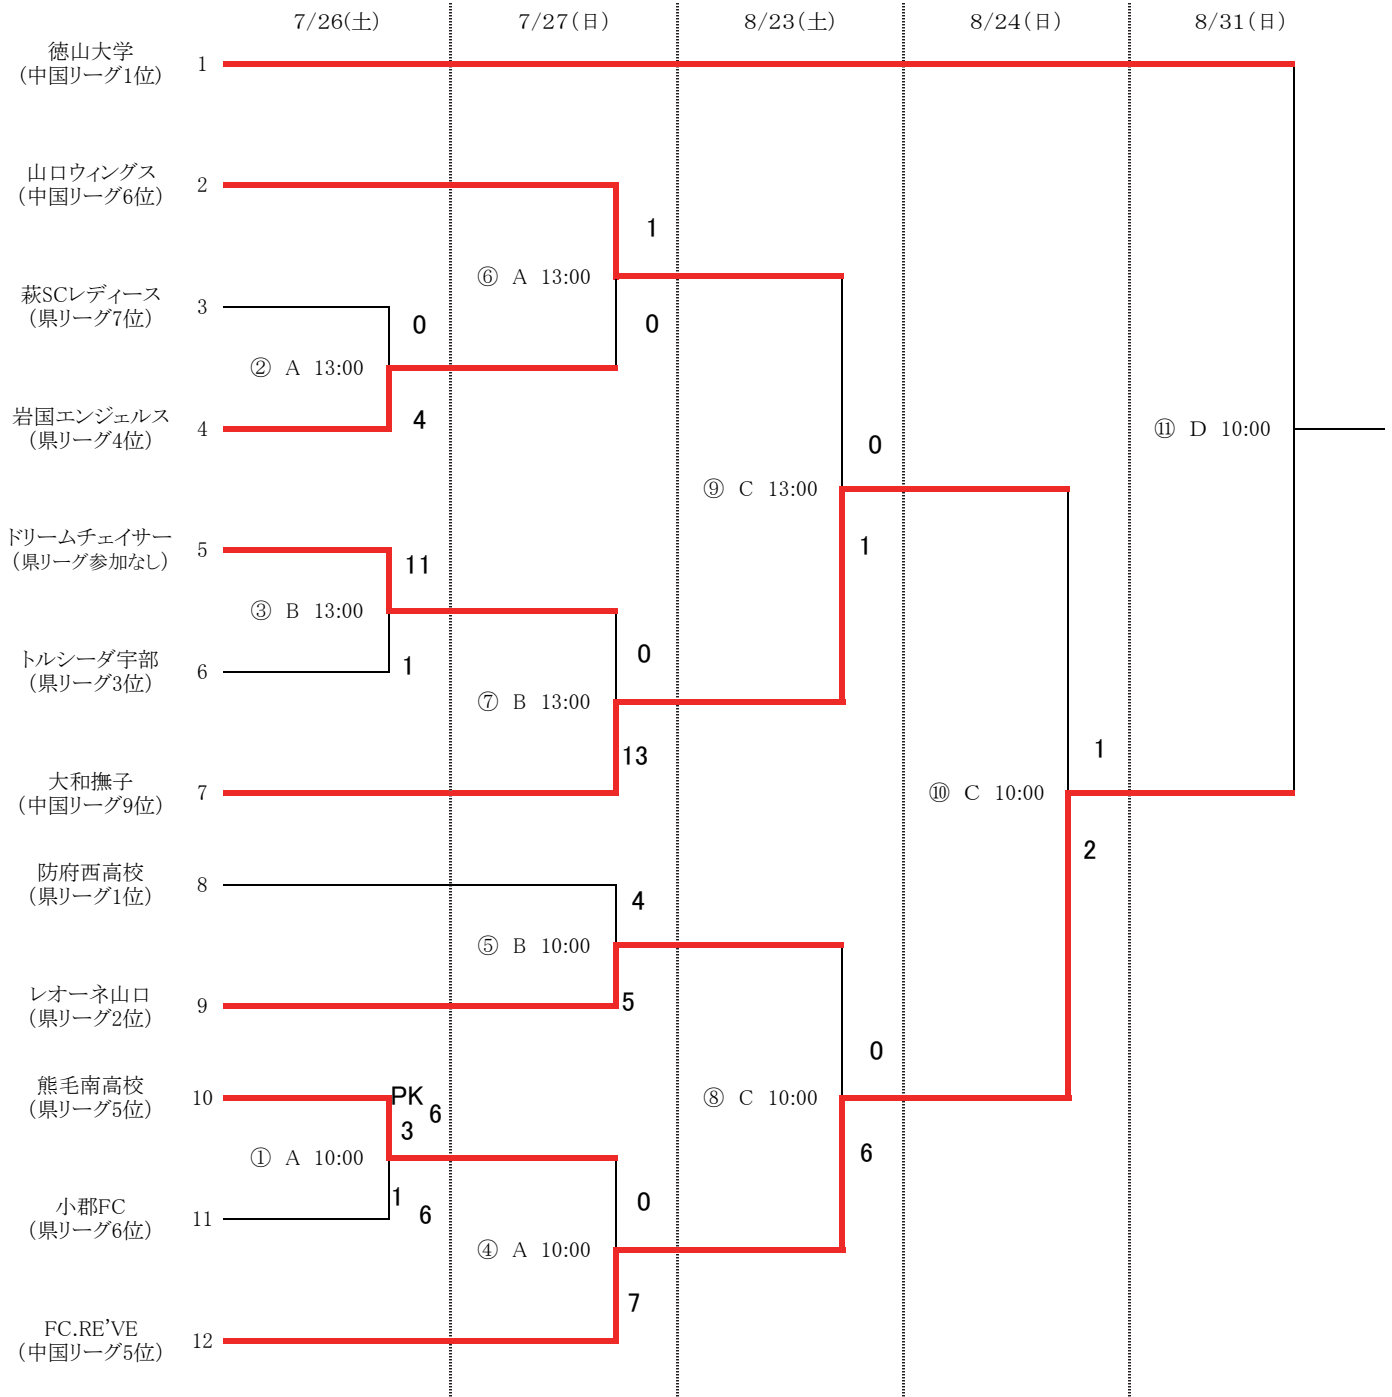 7/26(土) 7/27(日) 8/23(土) 8/24(日) 8/31(日)
徳山大学
(中国リーグ1位) 1
山口ウィングス
(中国リーグ6位) 2
1
⑥ A 13:00
萩SCレディース
(県リーグ7位) 3
0
0
② A 13:00
岩国エンジェルス
(県リーグ4位) 4
4
⑪ D 10:00
0
⑨ C 13:00
ドリームチェイサー
(県リーグ参加なし) 5
11
1
③ B 13:00
トルシーダ宇部
(県リーグ3位) 6
1
0
⑦ B 13:00
13
1
大和撫子
(中国リーグ9位) 7
⑩ C 10:00
2
防府西高校
(県リーグ1位) 8
4
⑤ B 10:00
レオーネ山口
(県リーグ2位) 9
5
0
熊毛南高校
(県リーグ5位) 10
PK
6
3
⑧ C 10:00
① A 10:00
6
小郡FC
(県リーグ6位) 11
1
6
0
④ A 10:00
7
FC.RE'VE
(中国リーグ5位) 12